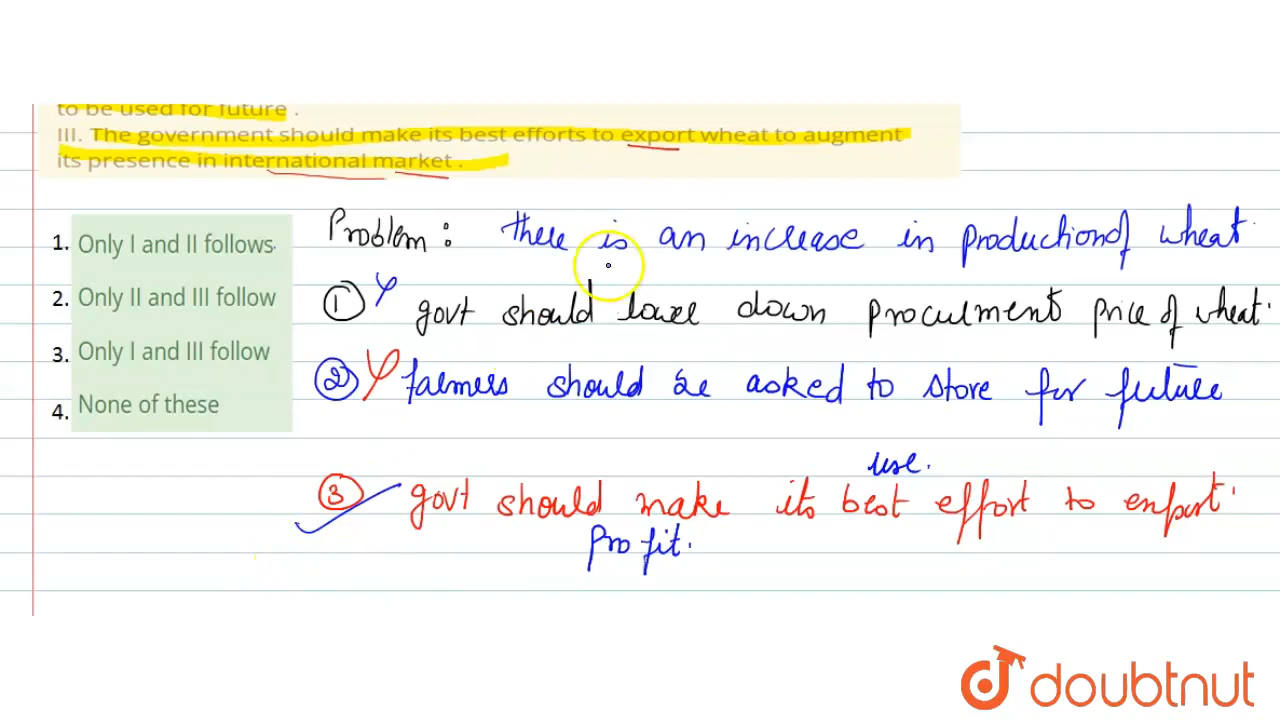 to be used for future .
III. The government should make its best efforts to export wheat to augment
its presence in international market .
1. Only I and II follows
2. Only II and III follow
3. Only I and III follow
4. None of these
Problem : there is an increase in production of wheat.
① govt should lower down procurment price of wheat.
② farmers should be asked to store for future
use.
③ govt should make its best effort to export.
Profit.
doubtnut